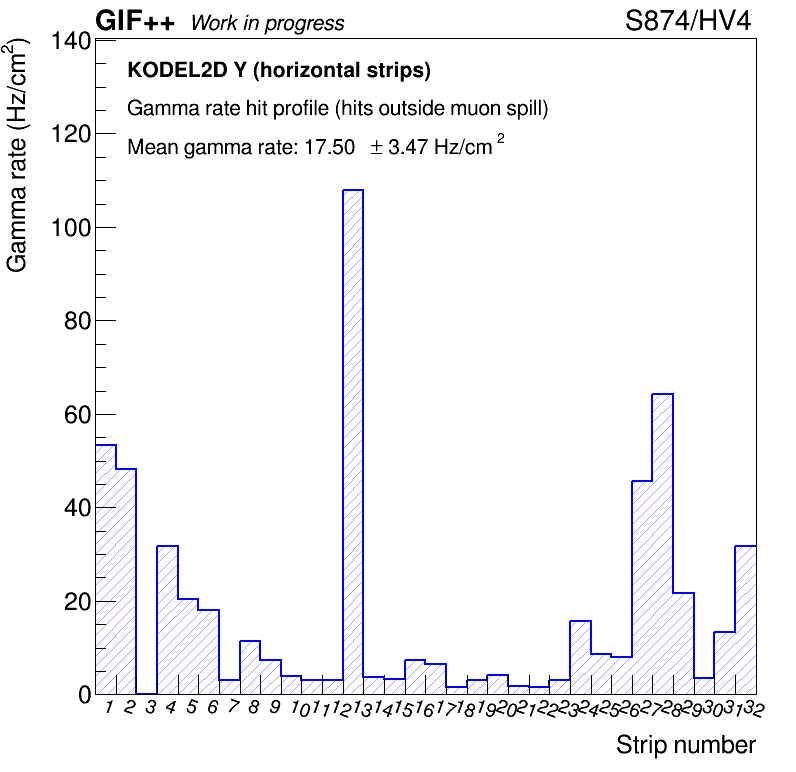 GIF++ Work in progress S874/HV4
KODEL2D Y (horizontal strips)
Gamma rate hit profile (hits outside muon spill)
Mean gamma rate: 17.50 ± 3.47 Hz/cm²
Gamma rate (Hz/cm²)
140
120
100
80
60
40
20
0
1 2 3 4 5 6 7 8 9 10 11 12 13 14 15 16 17 18 19 20 21 22 23 24 25 26 27 28 29 30 31 32
Strip number